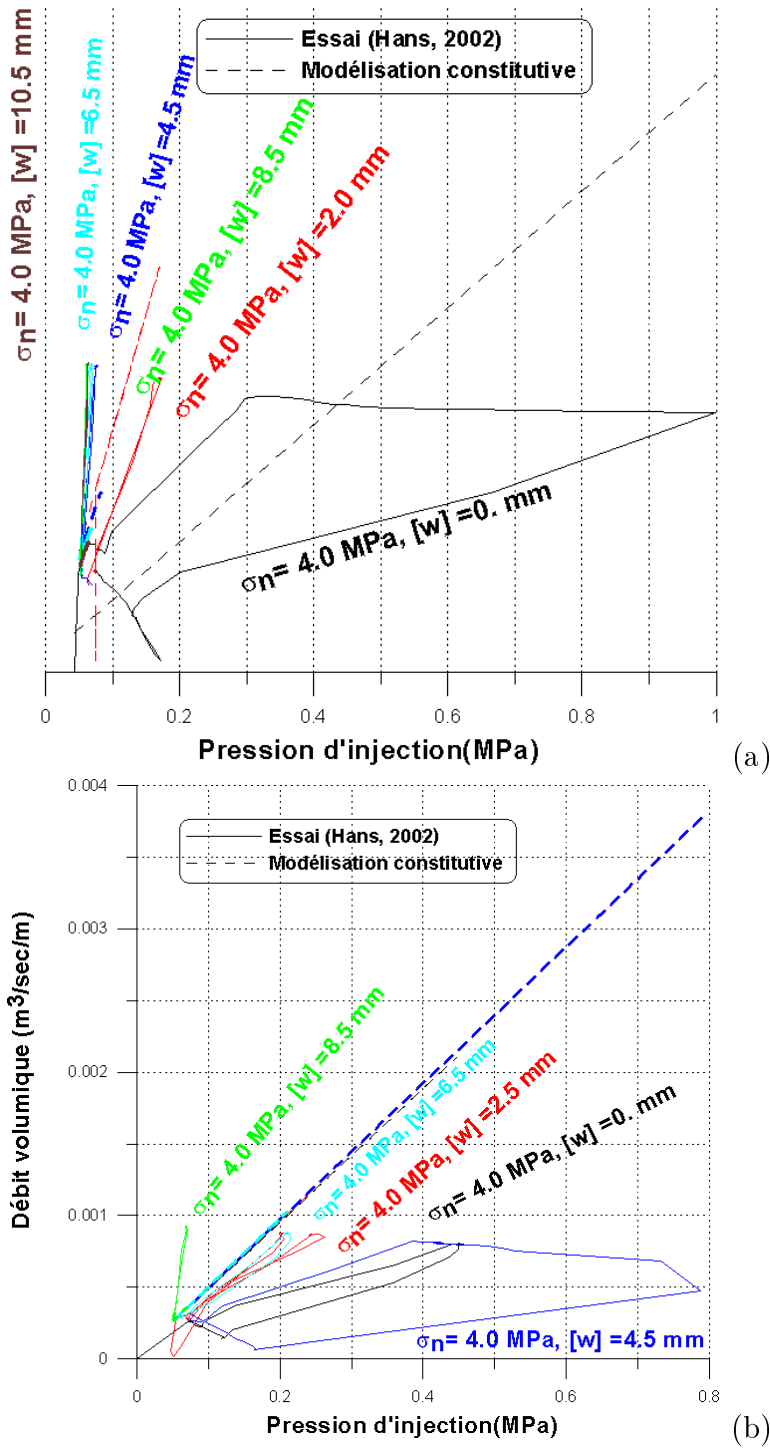 Essai (Hans, 2002)
Modélisation constitutive
σn= 4.0 MPa, [w] =10.5 mm
σn= 4.0 MPa, [w] =6.5 mm
σn= 4.0 MPa, [w] =4.5 mm
σn= 4.0 MPa, [w] =8.5 mm
σn= 4.0 MPa, [w] =2.0 mm
σn= 4.0 MPa, [w] =0. mm
0 0.2 0.4 0.6 0.8 1
Pression d'injection(MPa)
(a)
0.004
0.003
0.002
0.001
0
Débit volumique (m³/sec/m)
Essai (Hans, 2002)
Modélisation constitutive
σn= 4.0 MPa, [w] =8.5 mm
σn= 4.0 MPa, [w] =6.5 mm
σn= 4.0 MPa, [w] =2.5 mm
σn= 4.0 MPa, [w] =0. mm
σn= 4.0 MPa, [w] =4.5 mm
0 0.2 0.4 0.6 0.8
Pression d'injection(MPa)
(b)